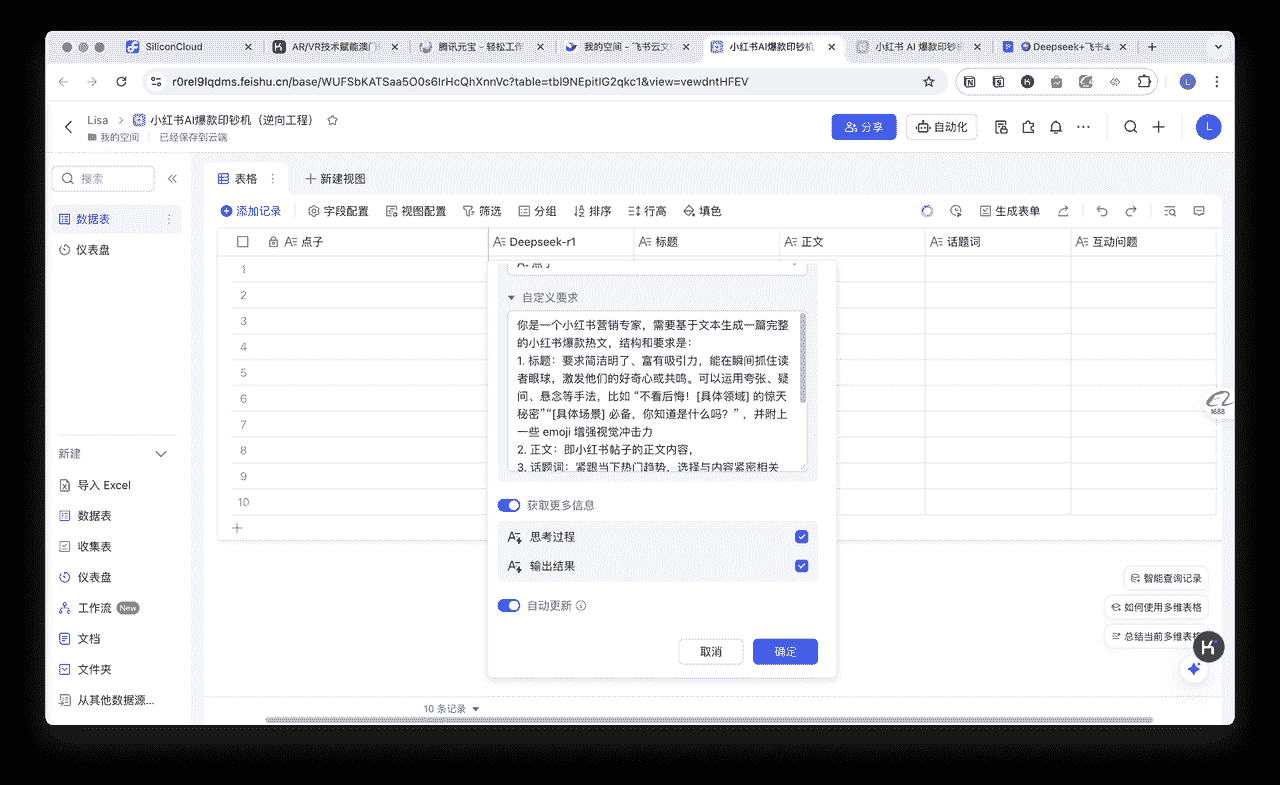 SiliconCloud
AR/VR技术赋能澳门
腾讯元宝 - 轻松工作
我的空间 - 飞书云文
小红书AI爆款印钞机
小红书 AI 爆款印钞
Deepseek+飞书
r0rel9lqdms.feishu.cn/base/WUFSbKATSaa5O0s6lrHcQhXnnVc?table=tbl9NEpitlG2qkc1&view=vewdntHFEV
Lisa
小红书AI爆款印钞机（逆向工程）
我的空间
已经保存到云端
分享
自动化
L
搜索
表格
新建视图
数据表
仪表盘
添加记录
字段配置
视图配置
筛选
分组
排序
行高
填色
生成表单
点子
Deepseek-r1
标题
正文
话题词
互动问题
1
2
3
4
5
6
7
8
9
10
点子
自定义要求
你是一个小红书营销专家，需要基于文本生成一篇完整
的小红书爆款热文，结构和要求是：
1. 标题：要求简洁明了、富有吸引力，能在瞬间抓住读
者眼球，激发他们的好奇心或共鸣。可以运用夸张、疑
问、悬念等手法，比如 “不看后悔！[具体领域] 的惊天
秘密”“[具体场景] 必备，你知道是什么吗？” ，并附上
一些 emoji 增强视觉冲击力
2. 正文：即小红书帖子的正文内容，
3. 话题词：紧跟当下热门趋势，选择与内容紧密相关
获取更多信息
思考过程
输出结果
自动更新
取消
确定
新建
导入 Excel
数据表
收集表
仪表盘
工作流 New
文档
文件夹
从其他数据源...
1688
智能查询记录
如何使用多维表格
总结当前多维表格
K
10 条记录